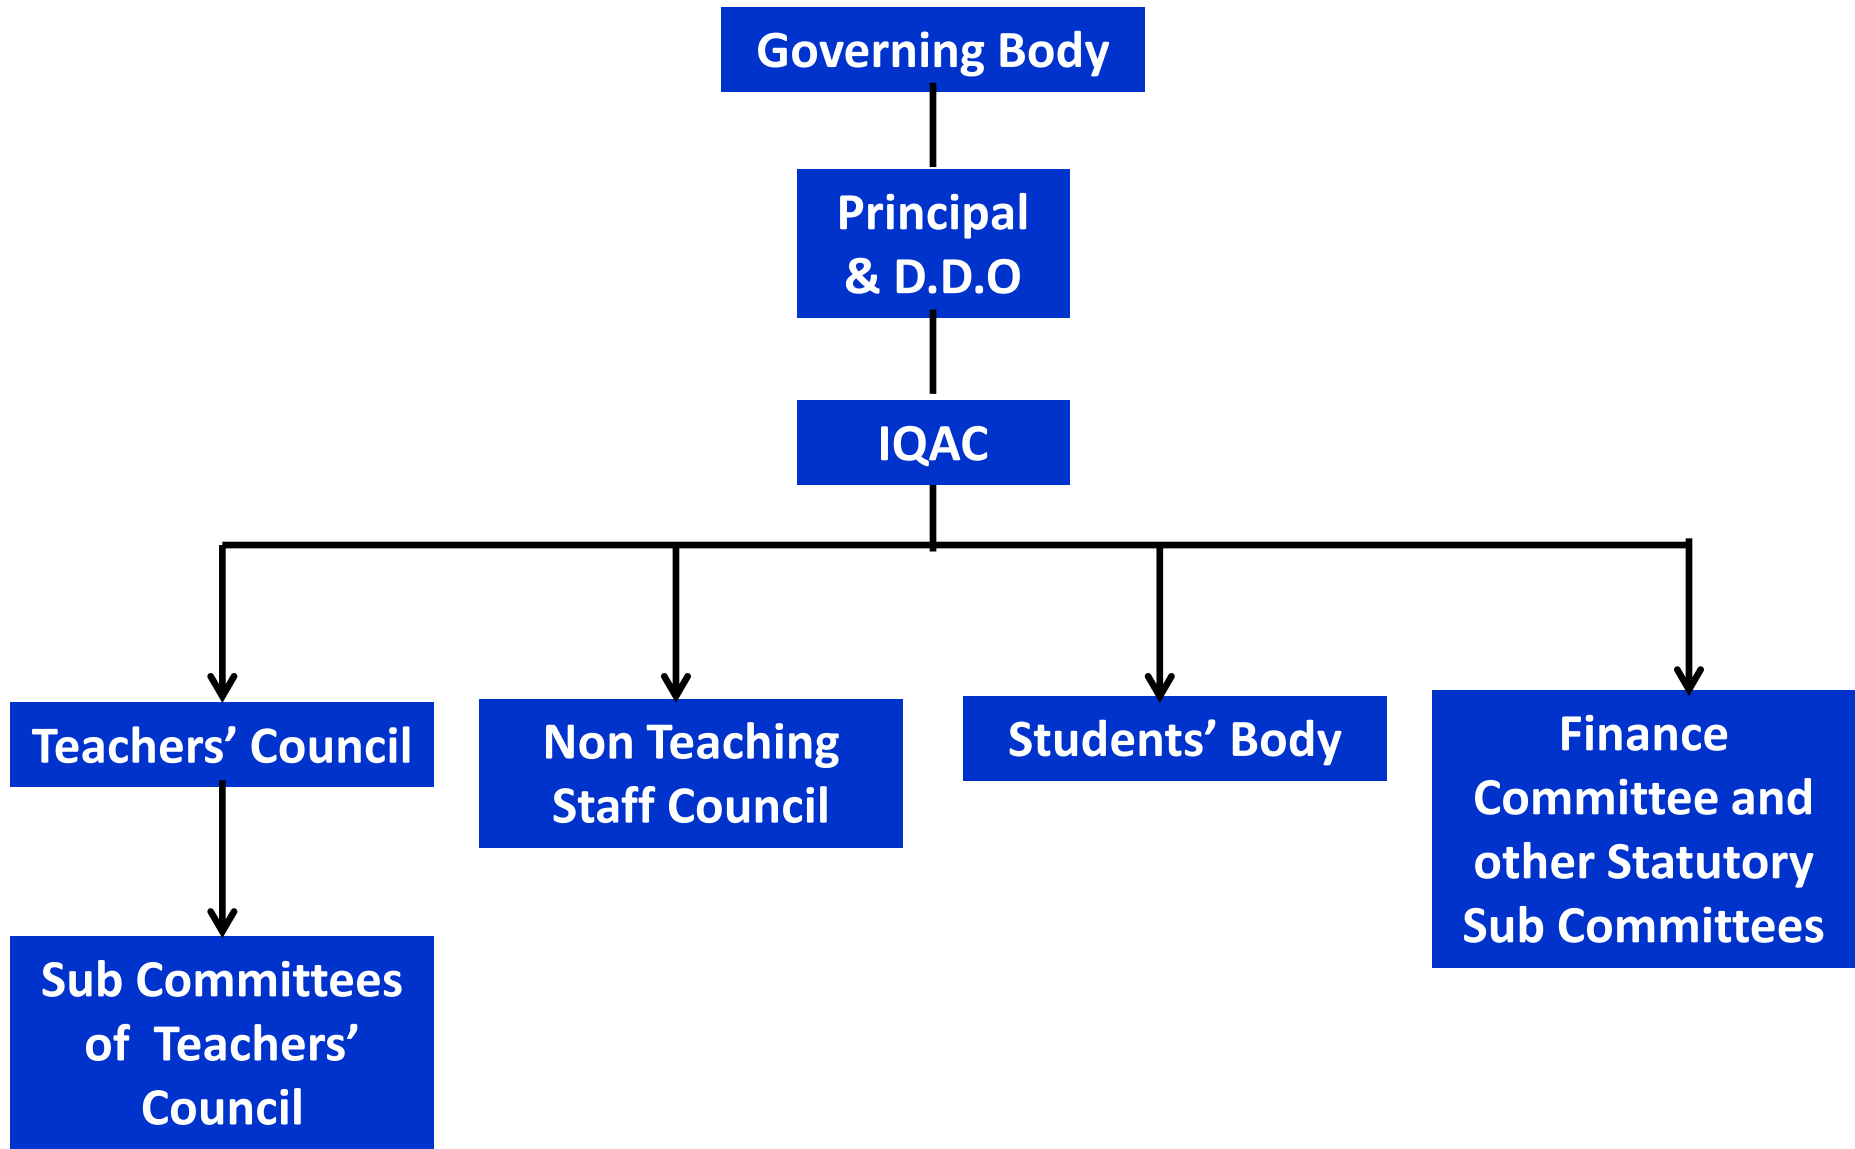 Governing Body
Principal
& D.D.O
IQAC
Teachers’ Council
Non Teaching
Staff Council
Students’ Body
Finance
Committee and
other Statutory
Sub Committees
Sub Committees
of  Teachers’
Council